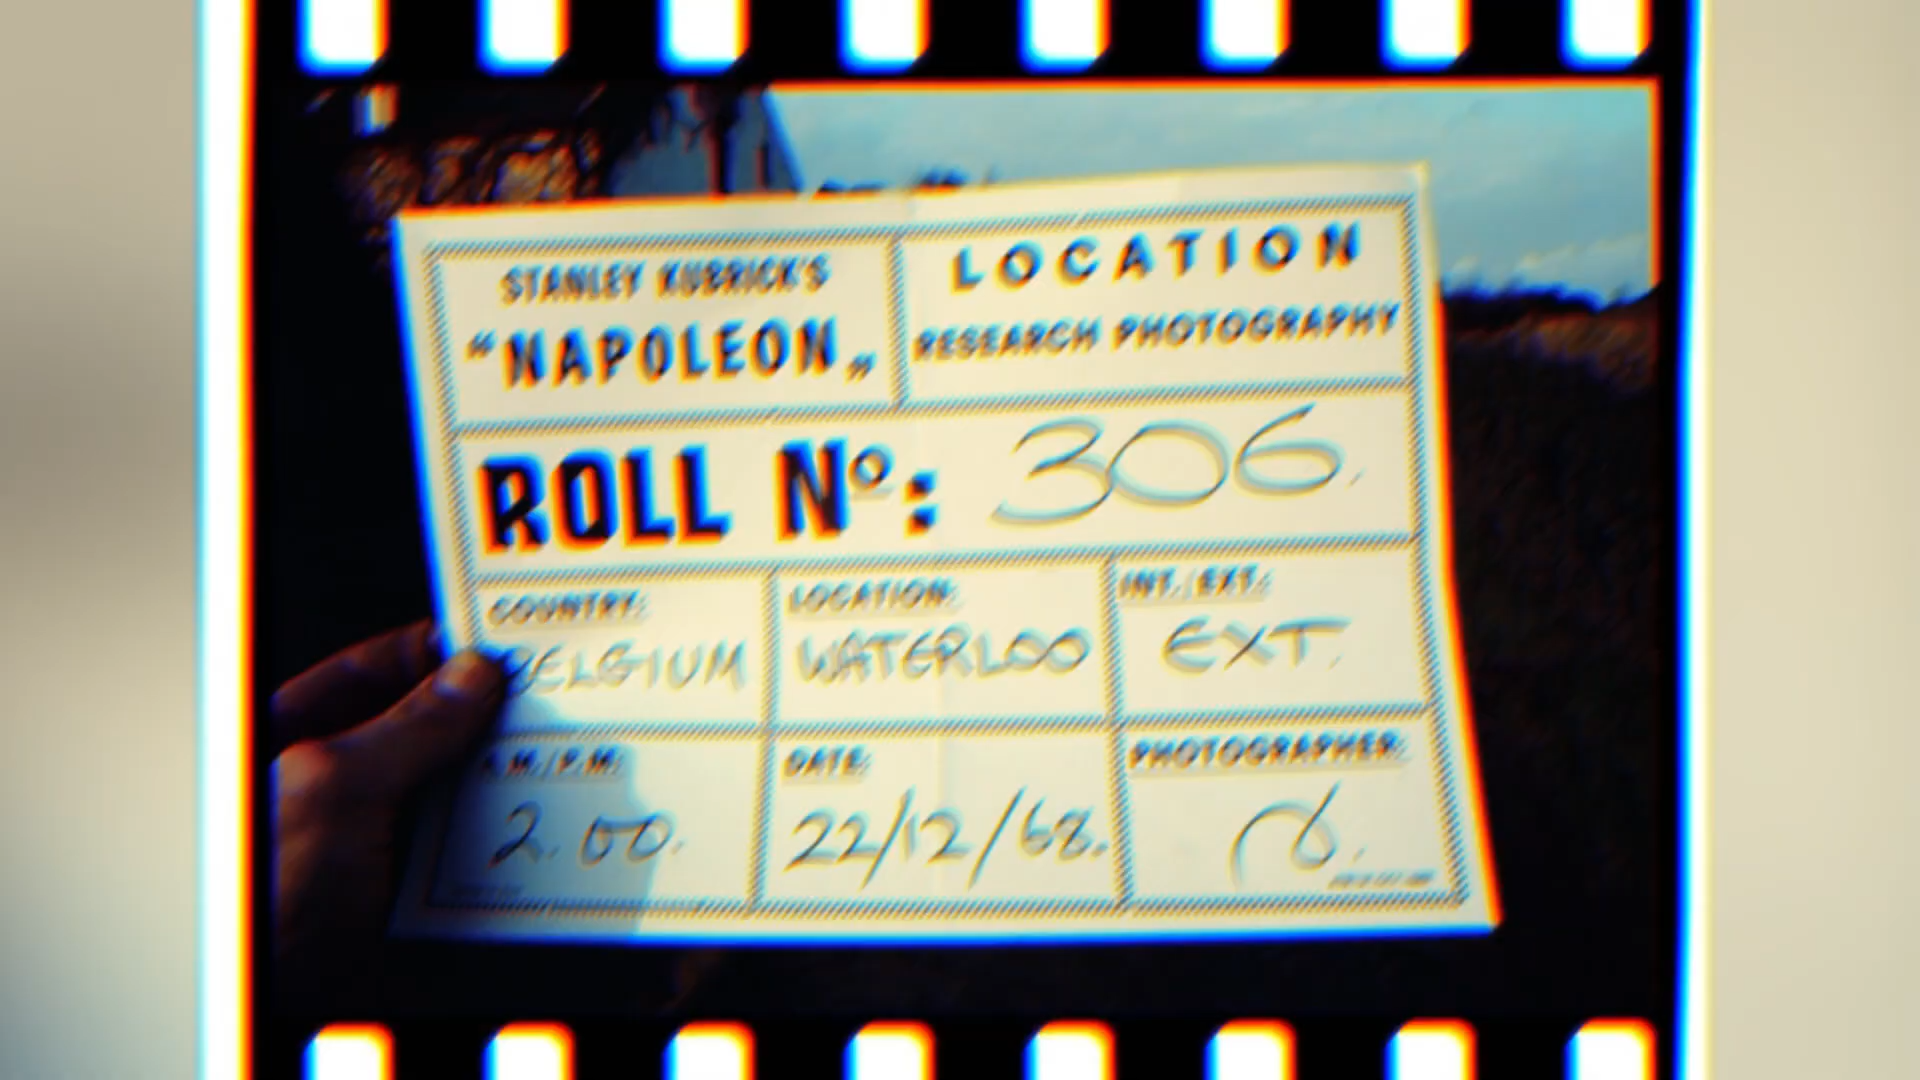 STANLEY KUBRICK'S
"NAPOLEON„
LOCATION
RESEARCH PHOTOGRAPHY
ROLL Nº: 306.
COUNTRY:
BELGIUM
LOCATION:
WATERLOO
INT./EXT.:
EXT.
A.M./P.M:
2.00.
DATE:
22/12/68.
PHOTOGRAPHER: